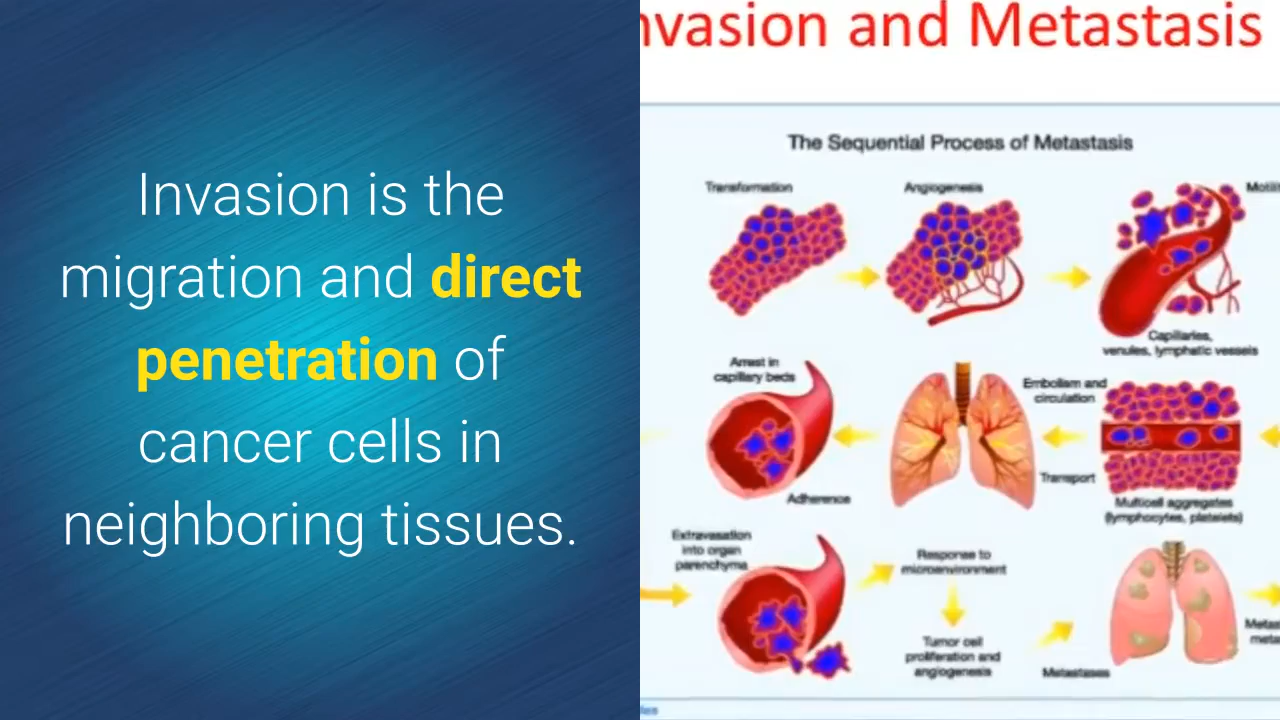 Invasion is the
migration and direct
penetration of
cancer cells in
neighboring tissues.
nvasion and Metastasis
The Sequential Process of Metastasis
Transformation
Angiogenesis
Capillaries,
venules, lymphatic vessels
Arrest in
capillary beds
Adherence
Embolism and
circulation
Transport
Multicell aggregates
(lymphocytes, platelets)
Extravasation
into organ
parenchyma
Response to
microenvironment
Tumor cell
proliferation and
angiogenesis
Metastases